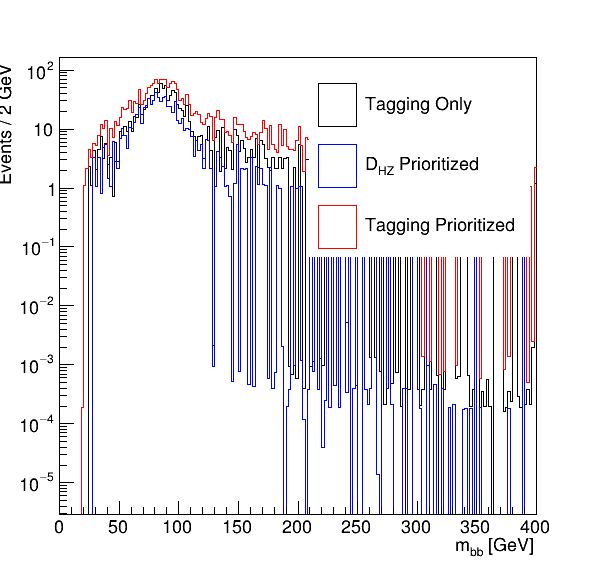 Events / 2 GeV
10²
10
1
10⁻¹
10⁻²
10⁻³
10⁻⁴
10⁻⁵
Tagging Only
D_HZ Prioritized
Tagging Prioritized
0 50 100 150 200 250 300 350 400
m_bb [GeV]